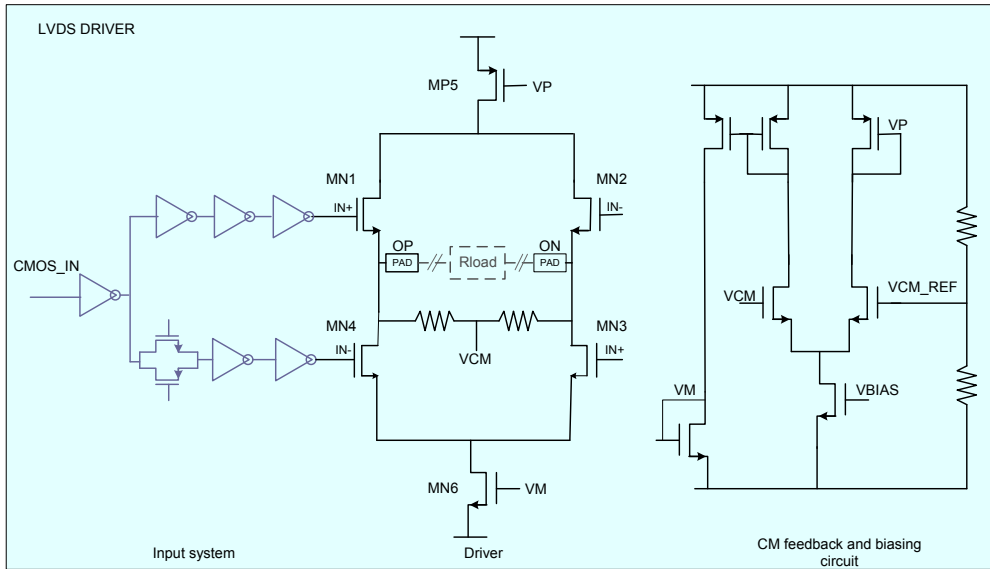 LVDS DRIVER
MP5
VP
MN1
IN+
MN2
IN-
VP
CMOS_IN
OP
PAD
Rload
ON
PAD
VCM
VCM_REF
MN4
IN-
VCM
MN3
IN+
VM
VBIAS
MN6
VM
Input system
Driver
CM feedback and biasing
circuit